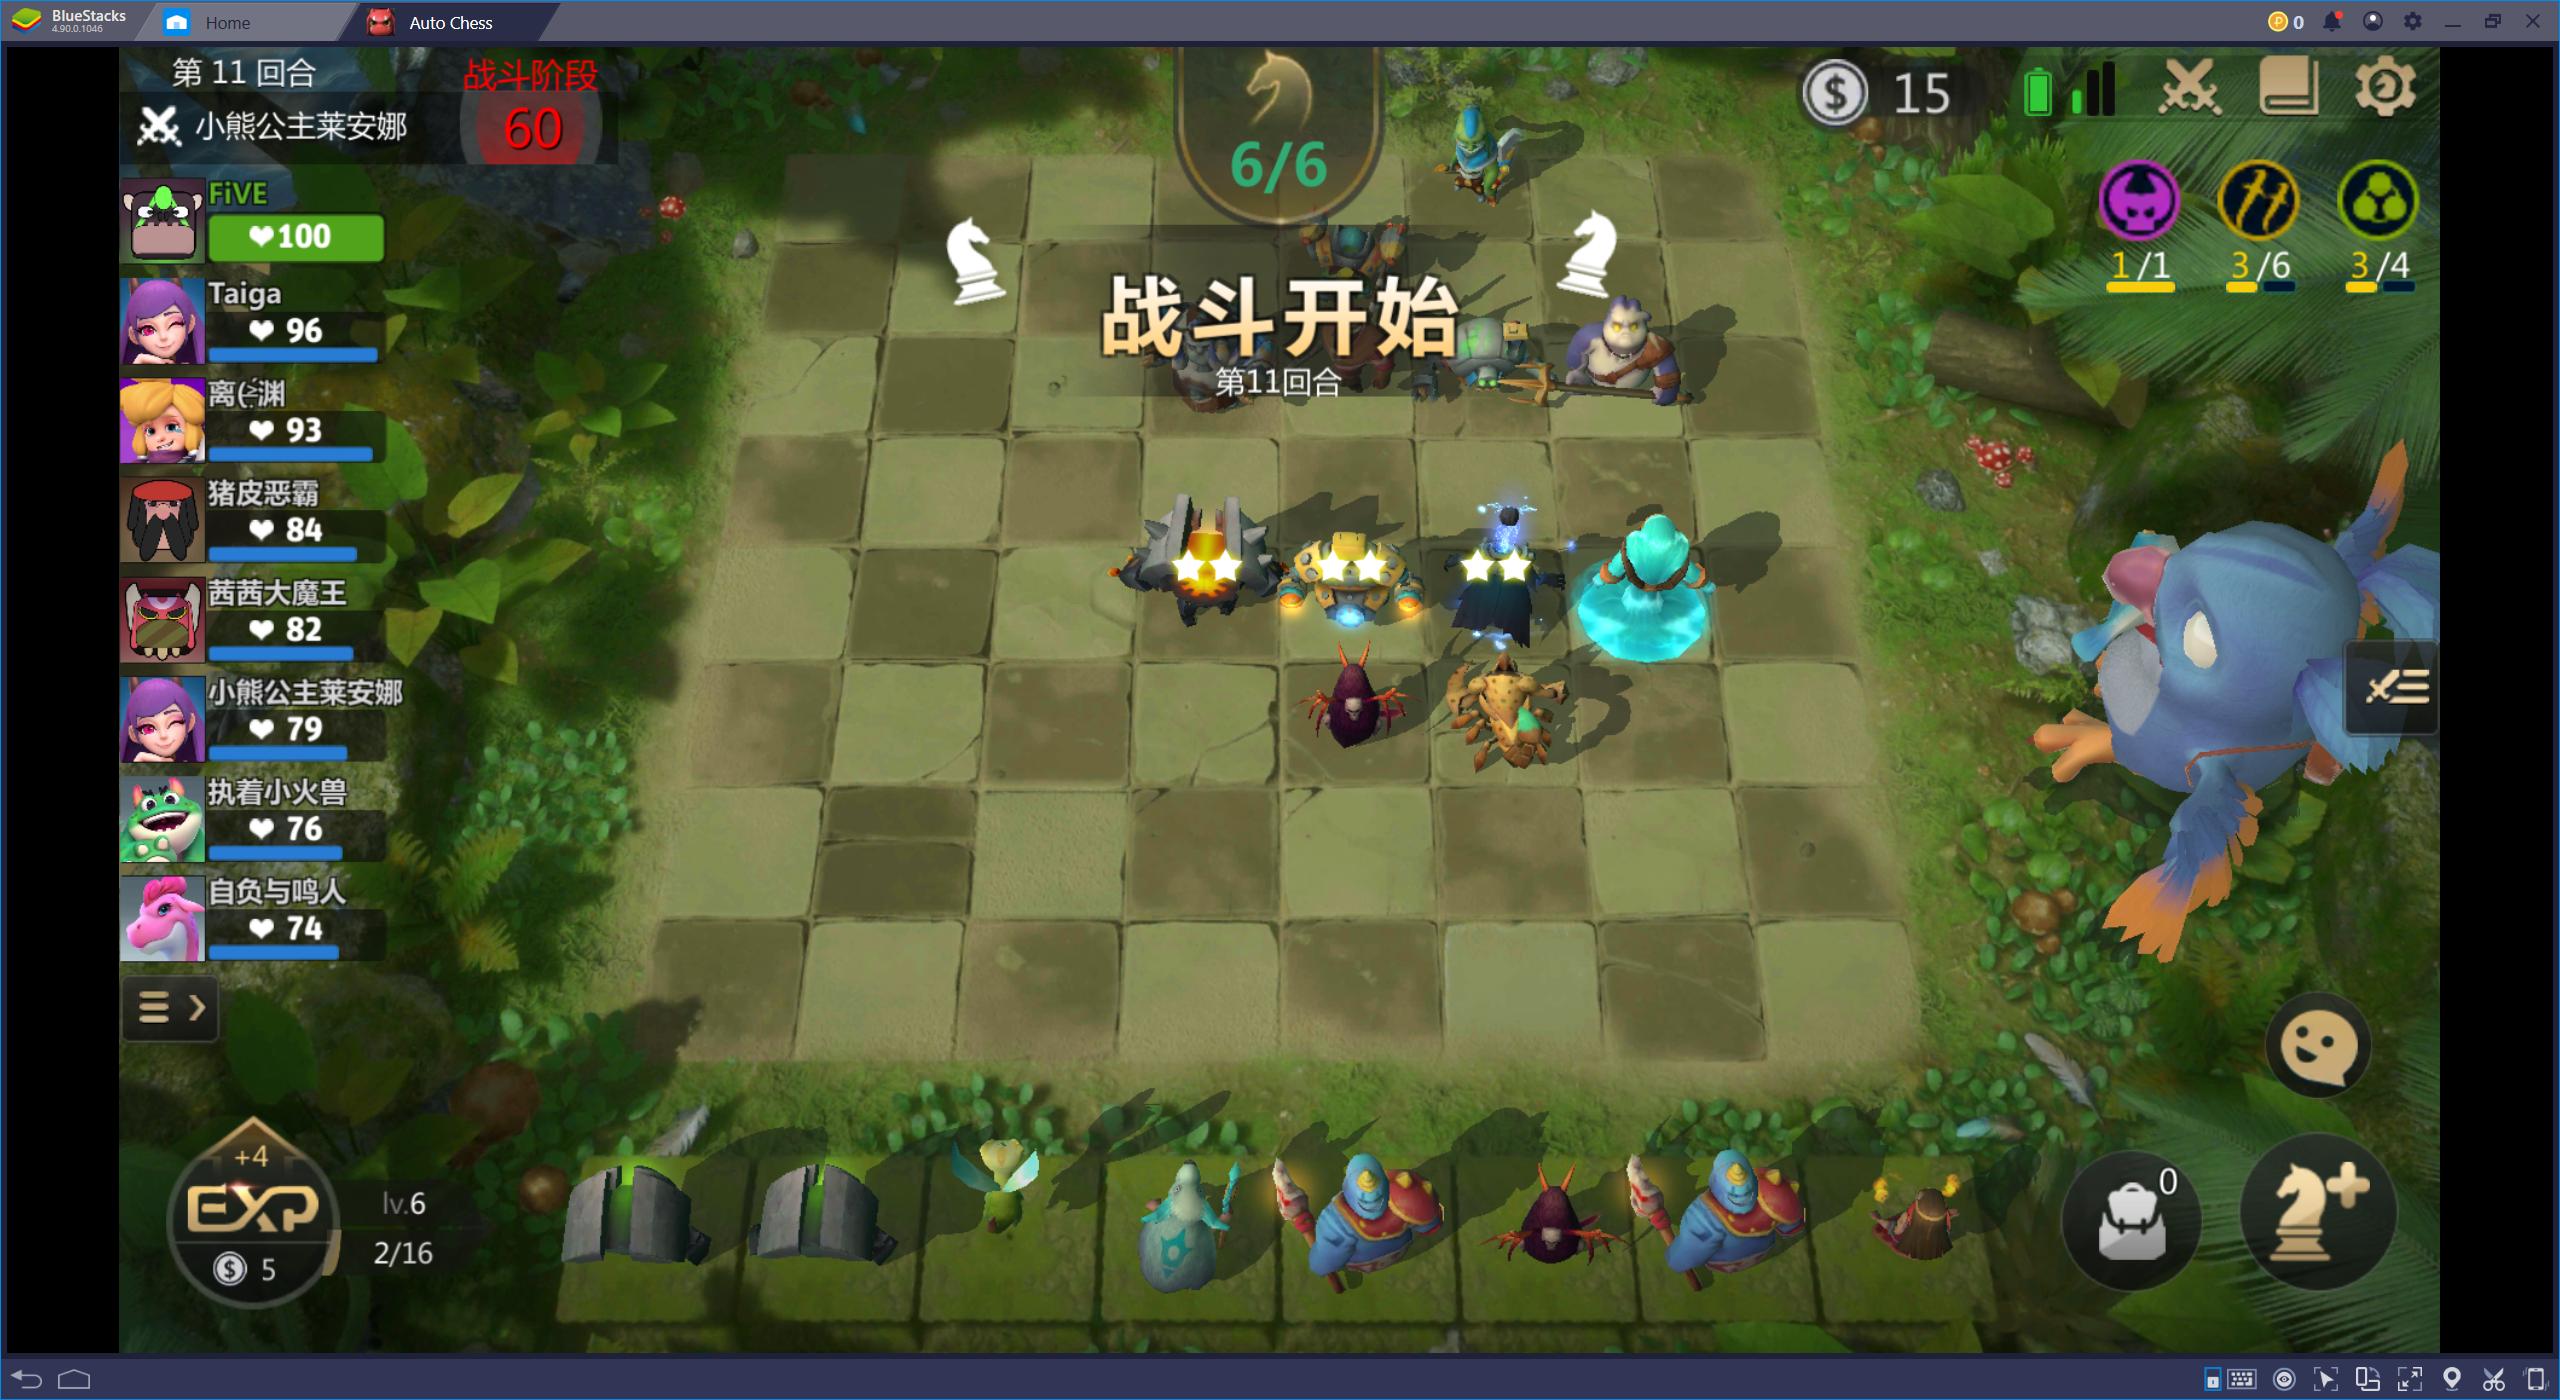 BlueStacks
4.90.0.1046
Home
Auto Chess
0
第 11 回合
战斗阶段
小熊公主莱安娜
60
6/6
15
1/1
3/6
3/4
战斗开始
第11回合
FiVE
100
Taiga
96
93
猪皮恶霸
84
茜茜大魔王
82
小熊公主莱安娜
79
执着小火兽
76
自负与鸣人
74
+4
EXP
5
lv.6
2/16
0